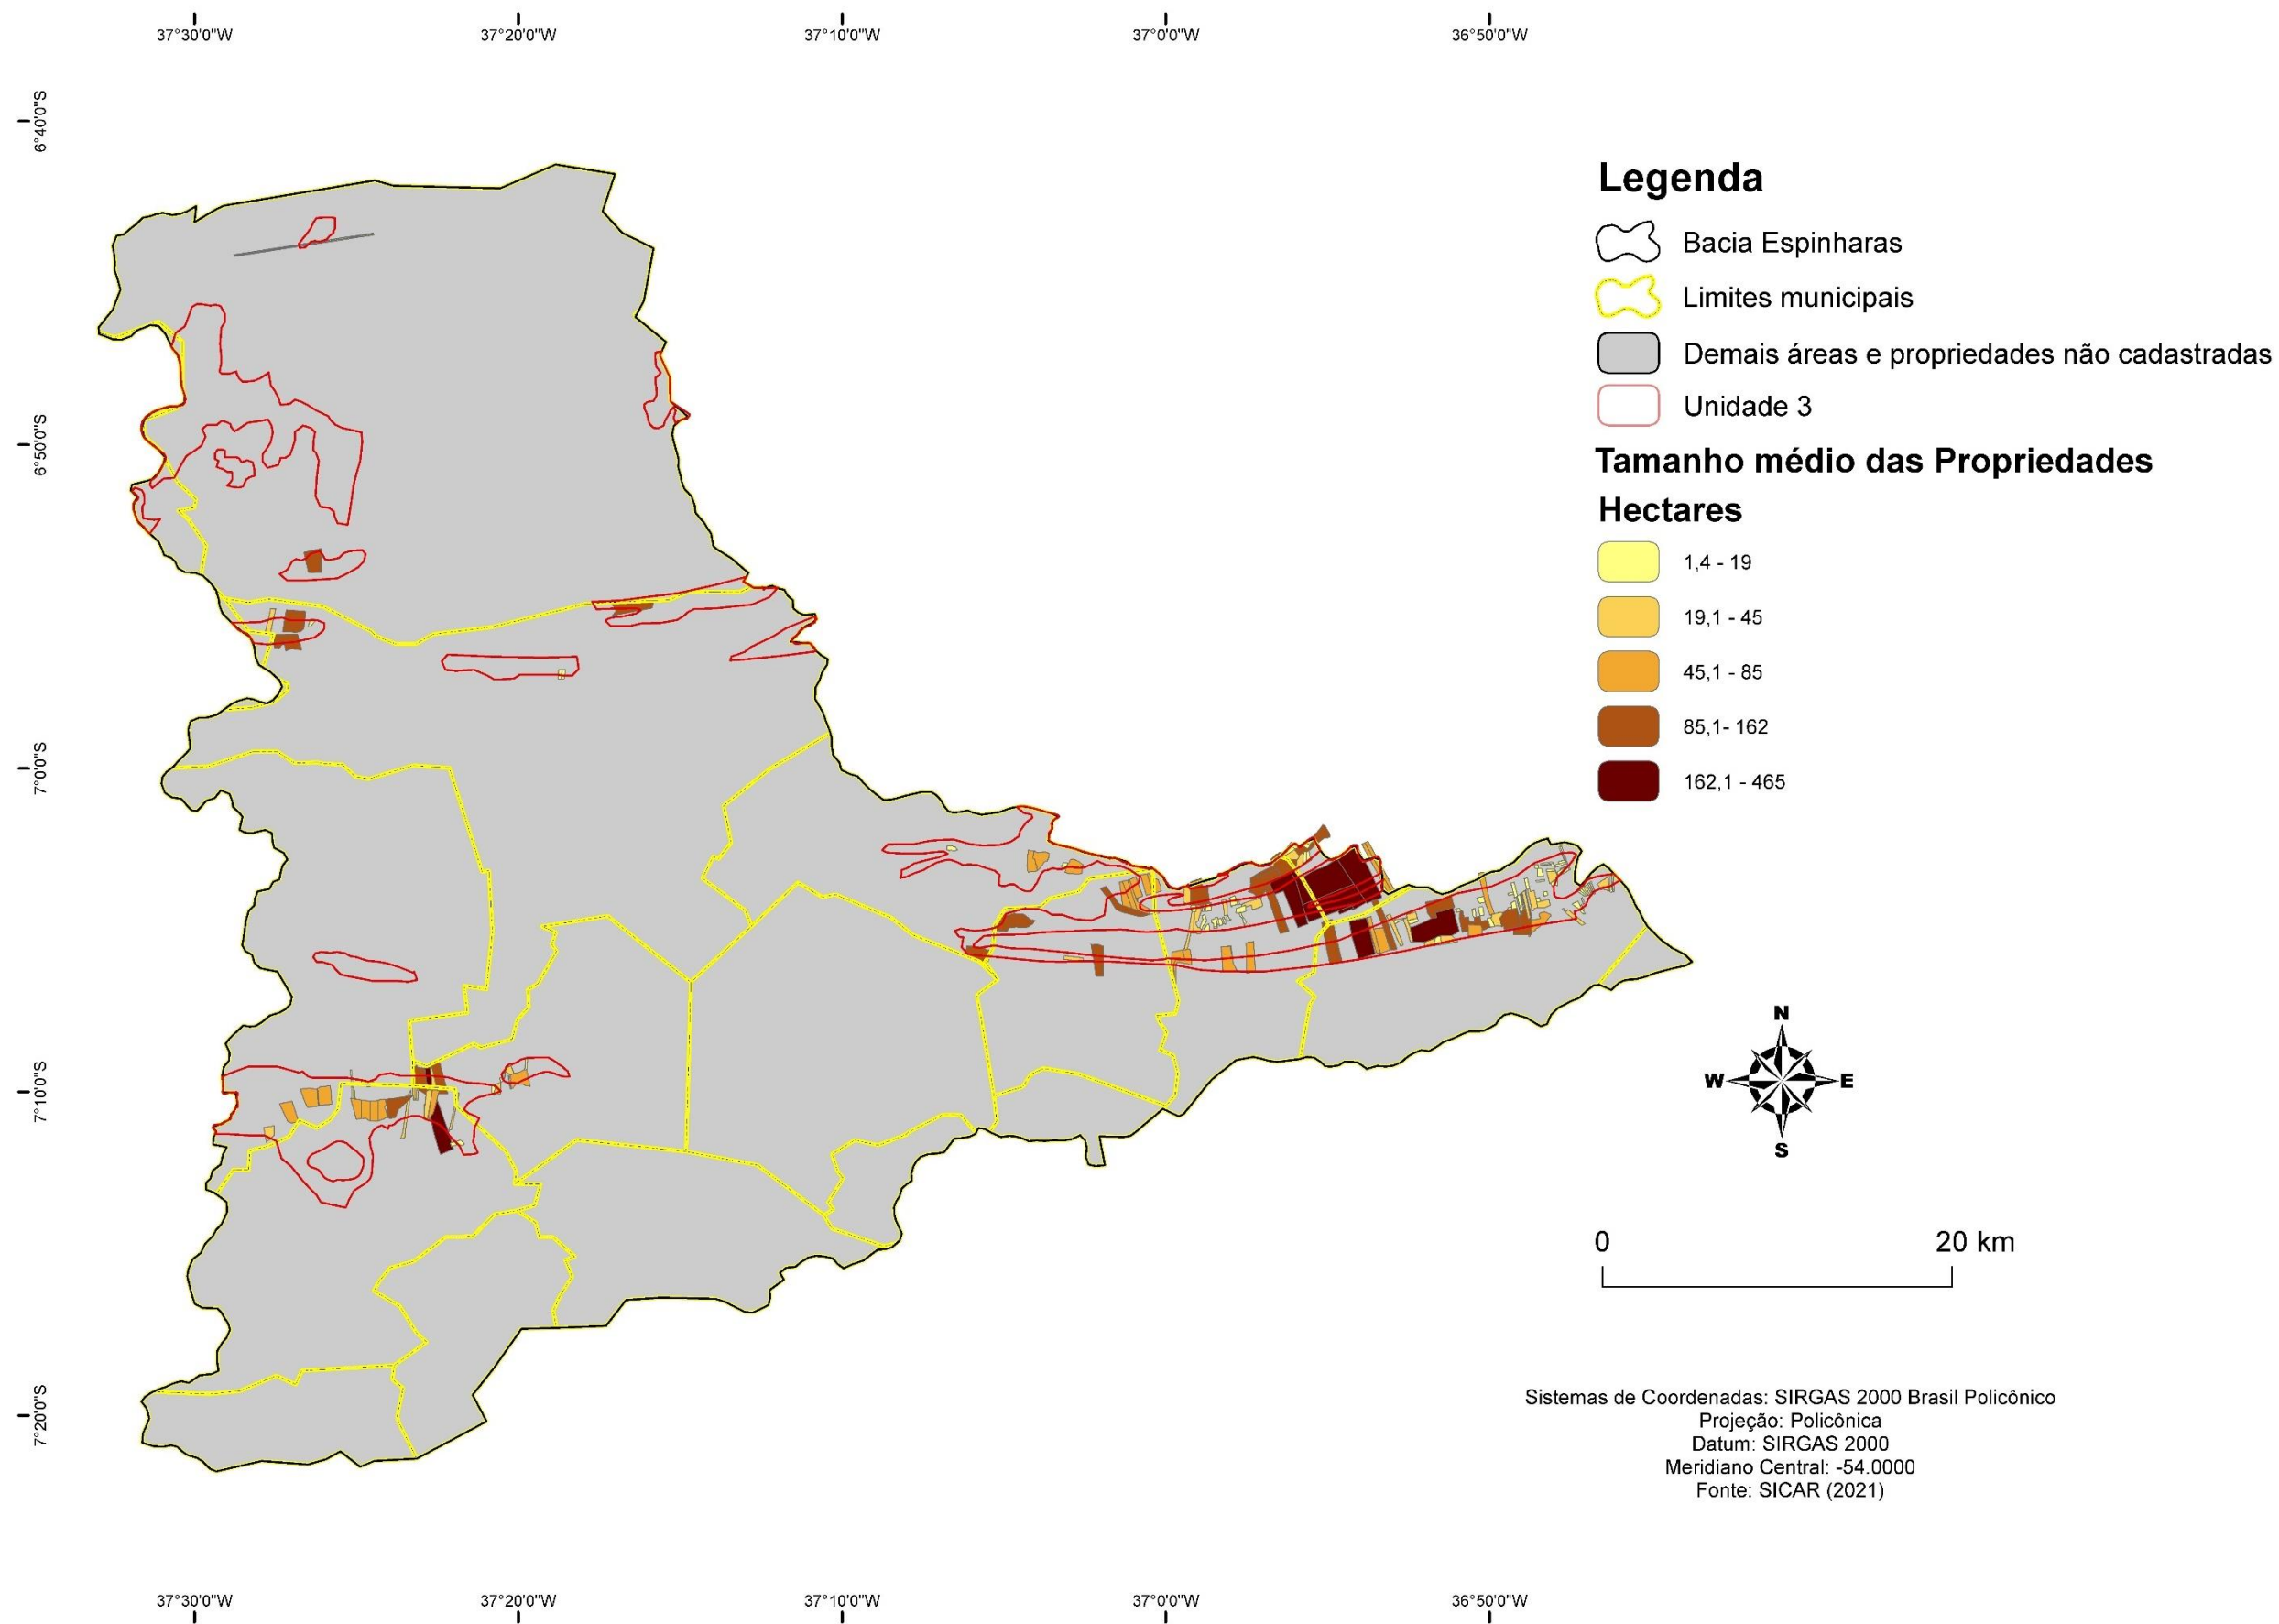 37°30'0"W
37°20'0"W
37°10'0"W
37°0'0"W
36°50'0"W
6°40'0"S
6°50'0"S
7°0'0"S
7°10'0"S
7°20'0"S
Legenda
Bacia Espinharas
Limites municipais
Demais áreas e propriedades não cadastradas
Unidade 3
Tamanho médio das Propriedades
Hectares
1,4 - 19
19,1 - 45
45,1 - 85
85,1- 162
162,1 - 465
N
W
E
S
0
20 km
Sistemas de Coordenadas: SIRGAS 2000 Brasil Policônico
Projeção: Policônica
Datum: SIRGAS 2000
Meridiano Central: -54.0000
Fonte: SICAR (2021)
37°30'0"W
37°20'0"W
37°10'0"W
37°0'0"W
36°50'0"W